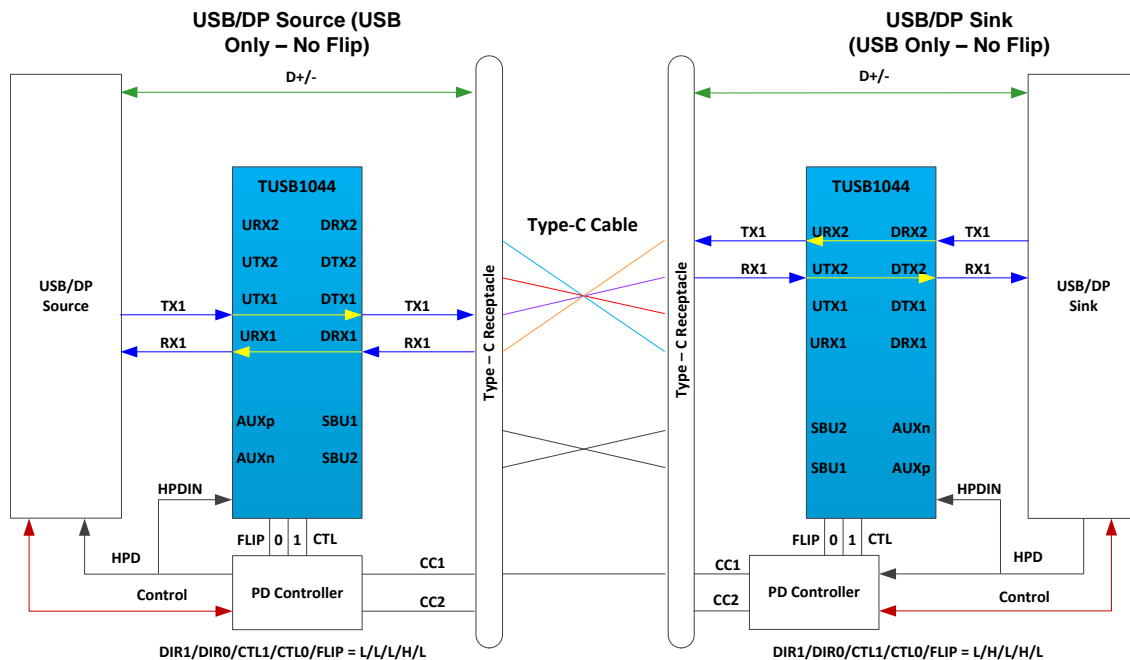 USB/DP Source (USB
Only – No Flip)
USB/DP Sink
(USB Only – No Flip)
D+/-
D+/-
TUSB1044
URX2 DRX2
UTX2 DTX2
UTX1 DTX1
URX1 DRX1
AUXp SBU1
AUXn SBU2
USB/DP
Source
TX1
TX1
RX1
RX1
HPDIN
FLIP 0 1 CTL
HPD
Control
PD Controller
CC1
CC2
DIR1/DIR0/CTL1/CTL0/FLIP = L/L/L/H/L
Type – C Receptacle
Type-C Cable
Type – C Receptacle
TUSB1044
TX1
URX2 DRX2
TX1
RX1
UTX2 DTX2
RX1
UTX1 DTX1
URX1 DRX1
SBU2 AUXn
SBU1 AUXp
USB/DP
Sink
HPDIN
FLIP 0 1 CTL
HPD
CC1
CC2
PD Controller
Control
DIR1/DIR0/CTL1/CTL0/FLIP = L/H/L/H/L